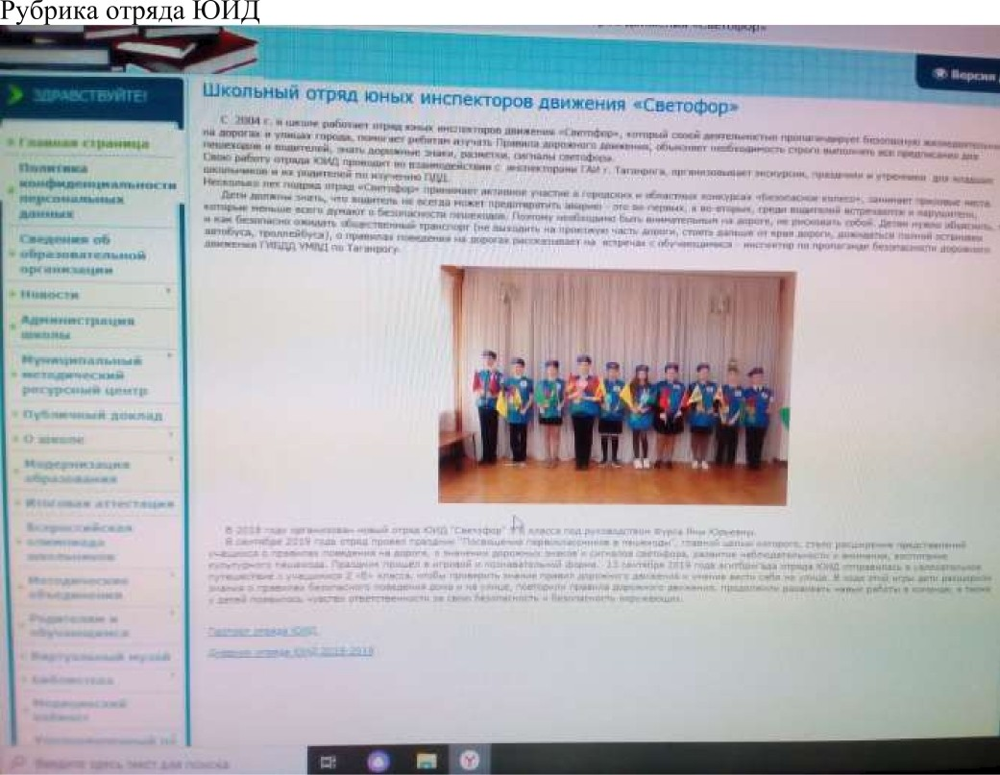 Рубрика отряда ЮИД
Версия
ЗДРАВСТВУЙТЕ!
Главная страница
Политика
конфиденциальности
персональных
данных
Сведения об
образовательной
организации
Новости
Администрация
школы
Муниципальный
методический
ресурсный центр
Публичный доклад
О школе
Модернизация
образования
Итоговая аттестация
Всероссийская
олимпиада
школьников
Методические
объединения
Родителям и
обучающимся
Виртуальный музей
Библиотека
Медицинский
кабинет
Школьный отряд юных инспекторов движения «Светофор»
С 2004 г. в школе работает отряд юных инспекторов движения «Светофор», который своей деятельностью пропагандирует безопасную жизнедеятельность
на дорогах и улицах города, помогает ребятам изучать Правила дорожного движения, объясняет необходимость строго выполнять все предписания для
пешеходов и водителей, знать дорожные знаки, разметки, сигналы светофора.
Свою работу отряда ЮИД проводит во взаимодействии с инспекторами ГАИ г. Таганрога, организовывает экскурсии, праздники и утренники для младших
школьников и их родителей по изучению ПДД.
Несколько лет подряд отряд «Светофор» принимает активное участие в городских и областных конкурсах «Безопасное колесо», занимает призовые места.
Дети должны знать, что водитель не всегда может предотвратить аварию - это во-первых, а во-вторых, среди водителей встречаются и нарушители,
которые меньше всего думают о безопасности пешеходов. Поэтому необходимо быть внимательным на дороге, не рисковать собой. Детям нужно объяснить,
и как безопасно ожидать общественный транспорт (не выходить на проезжую часть дороги, стоять дальше от края дороги, дождаться полной остановки
автобуса, троллейбуса), о правилах поведения на дорогах рассказывает на встречах с обучающимися - инспектор по пропаганде безопасности дорожного
движения ГИБДД УМВД по Таганрогу.
В 2018 году организован новый отряд ЮИД "Светофор" класса под руководством Фурса Яны Юрьевны.
В сентябре 2019 года отряд провел праздник "Посвящение первоклассников в пешеходы", главной целью которого, стало расширение представлений
учащихся о правилах поведения на дороге, о значении дорожных знаков и сигналов светофора, развитие наблюдательности и внимания, воспитание
культурного пешехода. Праздник прошел в игровой и познавательной форме. 13 сентября 2019 года агитбригада отряда ЮИД отправилась в увлекательное
путешествие с учащимися 2 «В» класса, чтобы проверить знание правил дорожного движения и умение вести себя на улице. В ходе этой игры дети расширили
знания о правилах безопасного поведения дома и на улице, повторили правила дорожного движения, продолжили развивать навык работы в команде, а также
у детей появилось чувство ответственности за свою безопасность и безопасность окружающих.
Паспорт отряда ЮИД
Дневник отряда ЮИД 2018-2019
Введите здесь текст для поиска